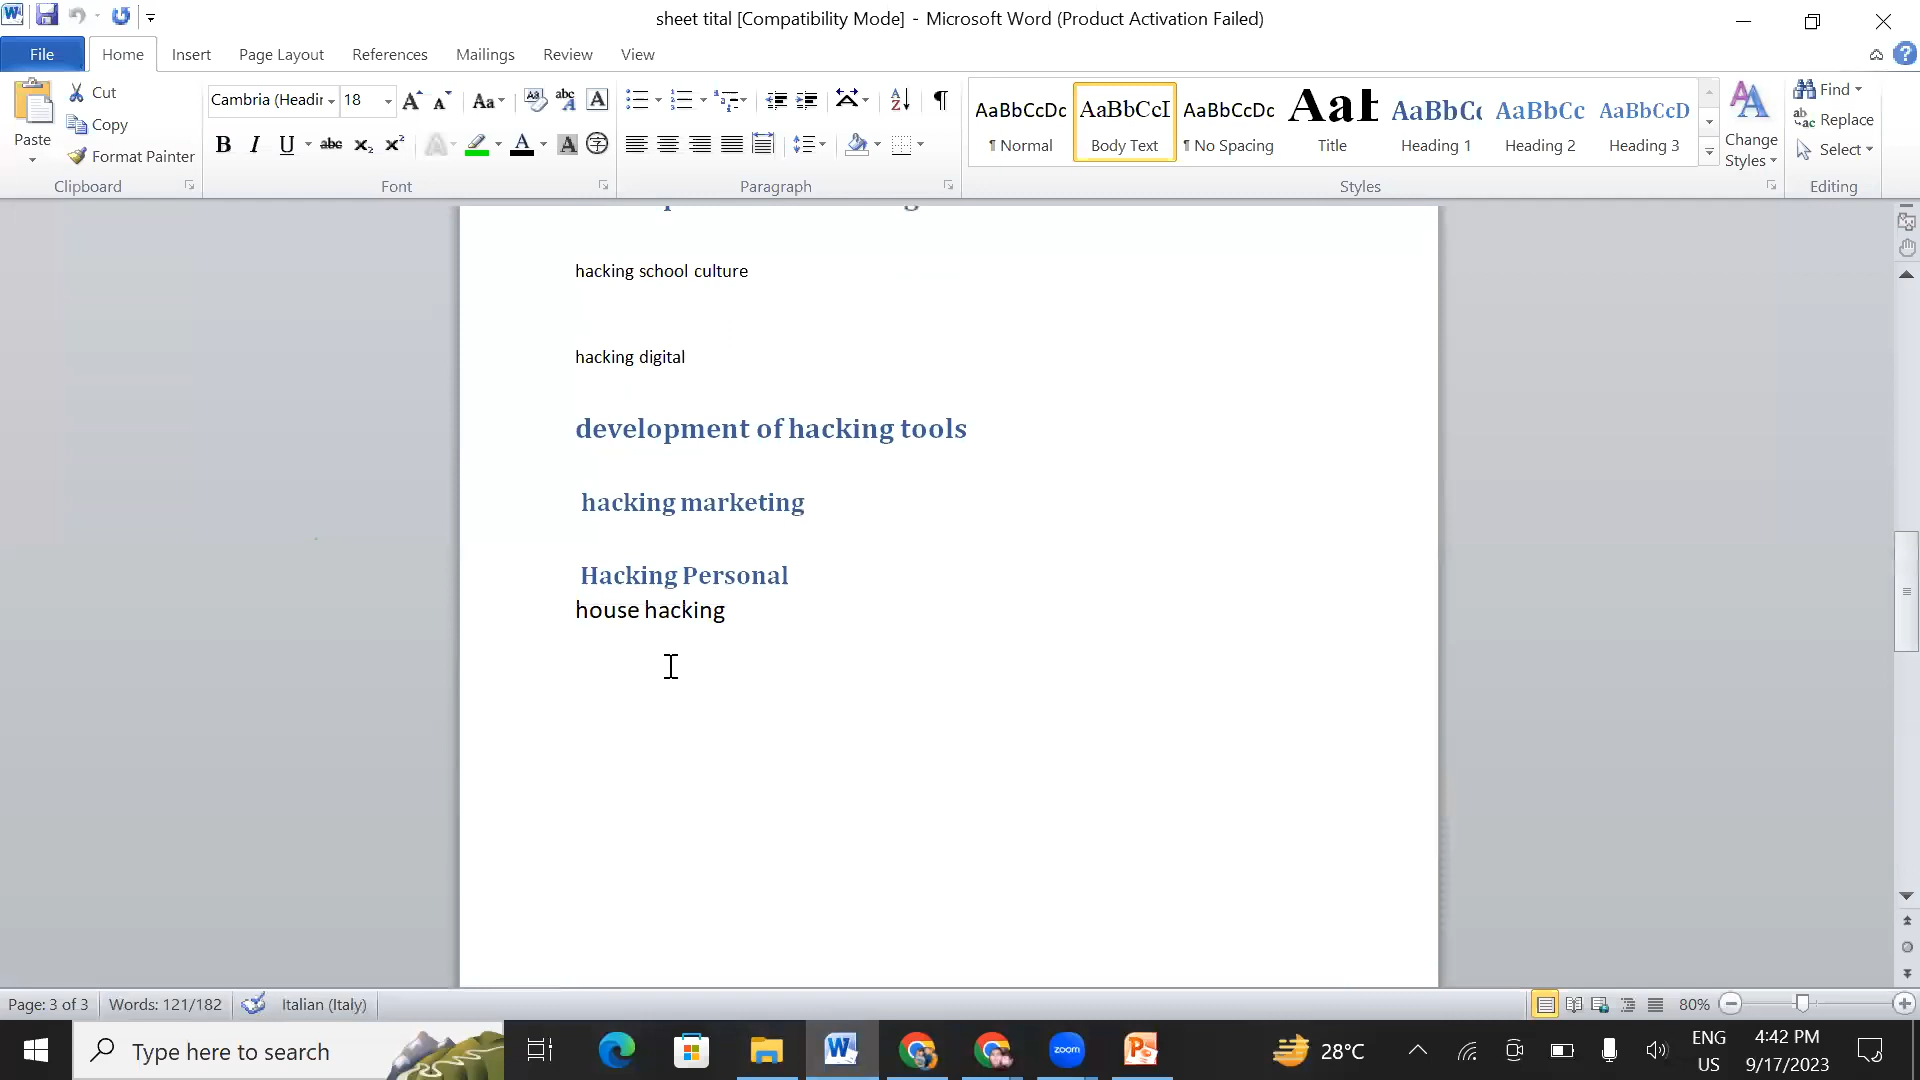 sheet tital [Compatibility Mode] - Microsoft Word (Product Activation Failed)
File Home Insert Page Layout References Mailings Review View
Paste
Cut
Copy
Format Painter
Clipboard
Cambria (Headir 18
Font
Paragraph
AaBbCcDc AaBbCcI AaBbCcDc Aat AaBbC AaBbCc AaBbCcD
¶ Normal Body Text ¶ No Spacing Title Heading 1 Heading 2 Heading 3
Change Styles
Styles
Find
Replace
Select
Editing
hacking school culture
hacking digital
development of hacking tools
hacking marketing
Hacking Personal
house hacking
Page: 3 of 3 Words: 121/182 Italian (Italy) 80%
Type here to search
zoom
28°C
ENG
US
4:42 PM
9/17/2023